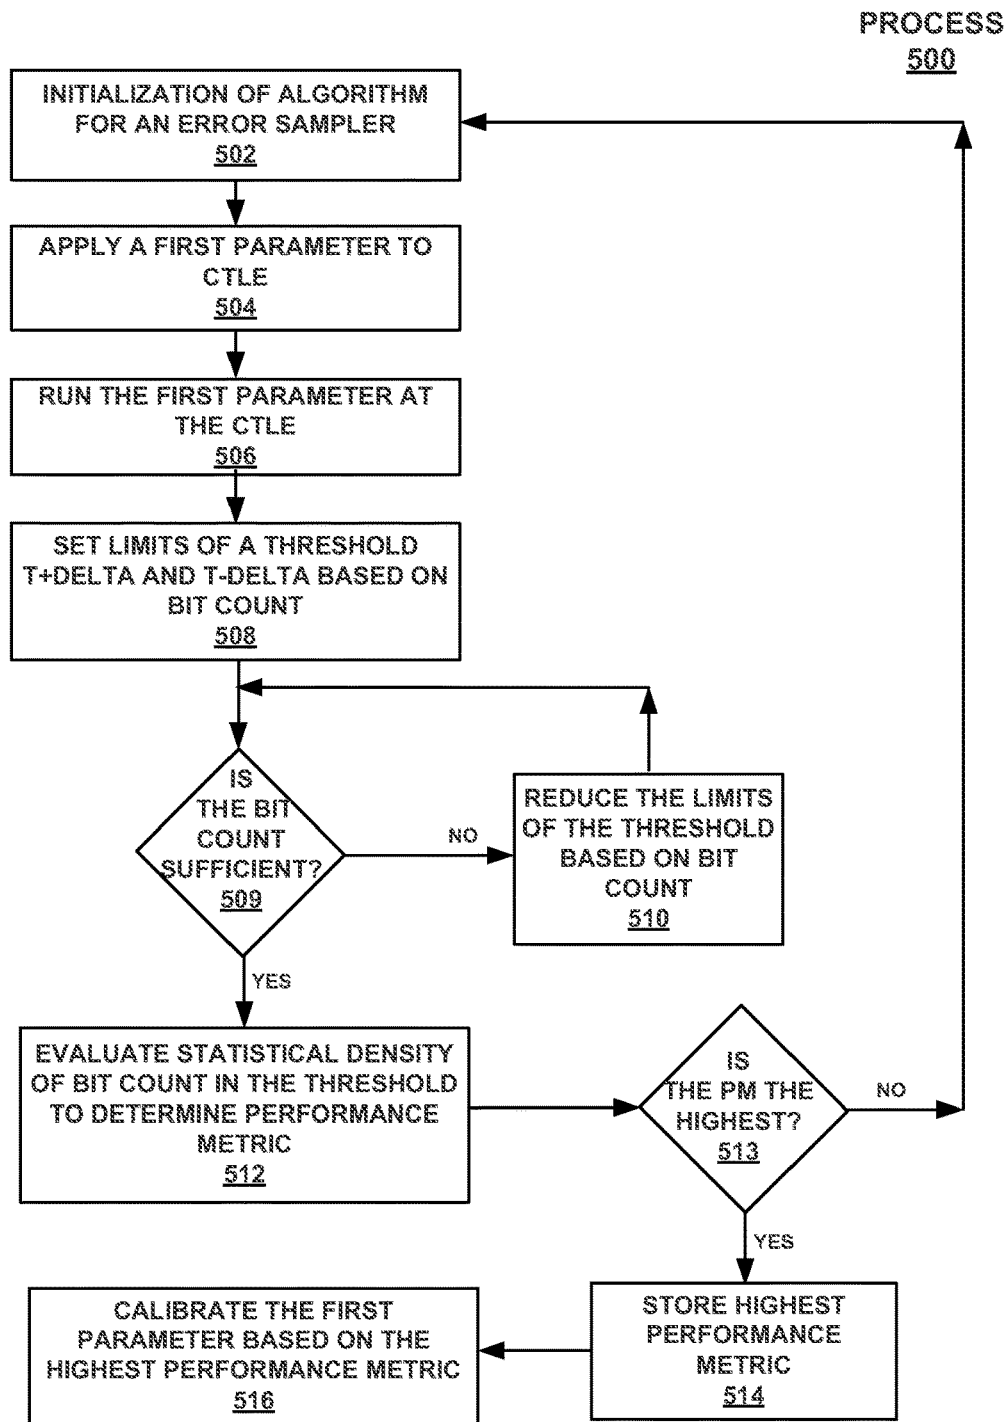 PROCESS
500
INITIALIZATION OF ALGORITHM
FOR AN ERROR SAMPLER
502
APPLY A FIRST PARAMETER TO
CTLE
504
RUN THE FIRST PARAMETER AT
THE CTLE
506
SET LIMITS OF A THRESHOLD
T+DELTA AND T-DELTA BASED ON
BIT COUNT
508
IS
THE BIT
COUNT
SUFFICIENT?
509
NO
REDUCE THE LIMITS
OF THE THRESHOLD
BASED ON BIT
COUNT
510
YES
EVALUATE STATISTICAL DENSITY
OF BIT COUNT IN THE THRESHOLD
TO DETERMINE PERFORMANCE
METRIC
512
IS
THE PM THE
HIGHEST?
513
NO
YES
STORE HIGHEST
PERFORMANCE
METRIC
514
CALIBRATE THE FIRST
PARAMETER BASED ON THE
HIGHEST PERFORMANCE METRIC
516